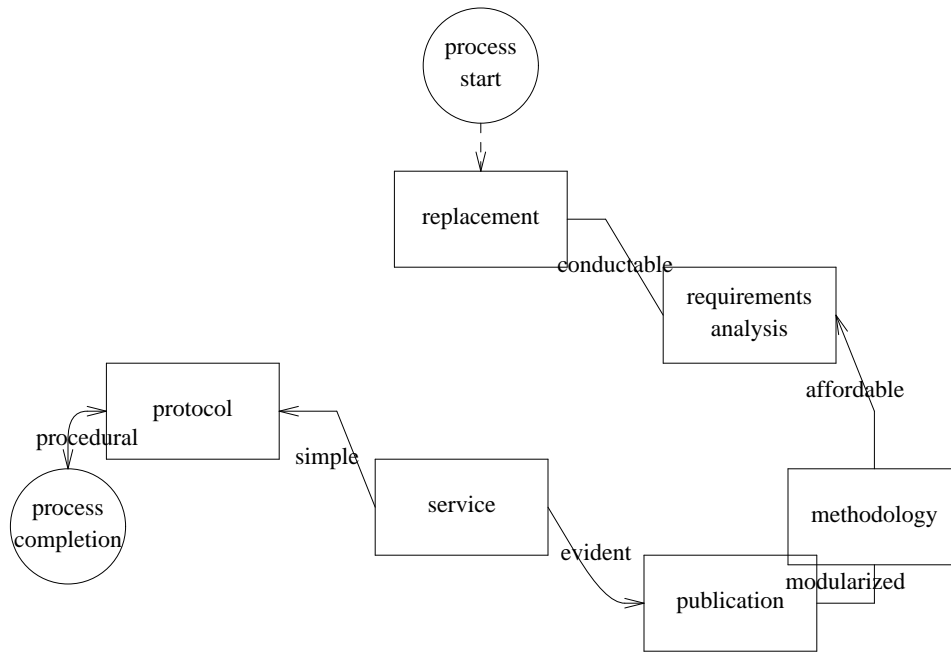 process
start
replacement
conductable
requirements
analysis
affordable
protocol
procedural
simple
process
completion
service
methodology
evident
modularized
publication